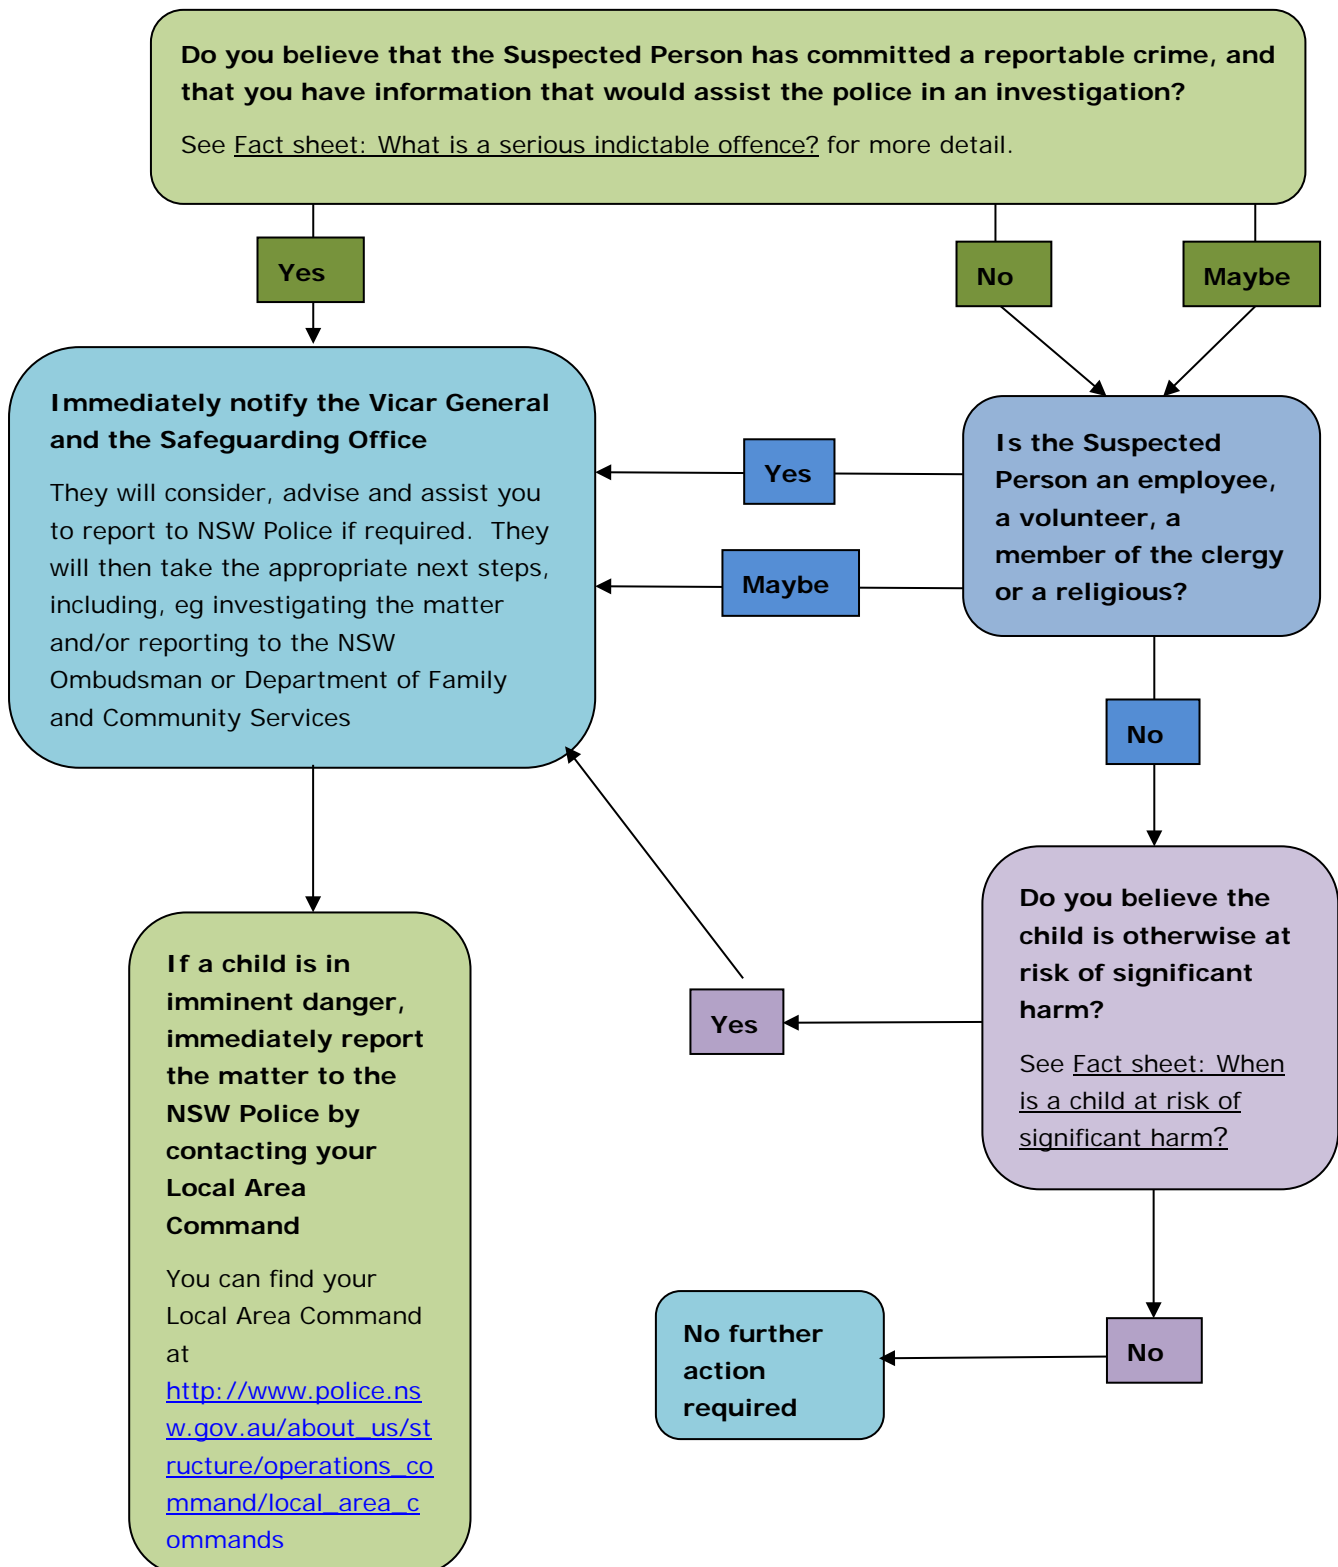 Do you believe that the Suspected Person has committed a reportable crime, and
that you have information that would assist the police in an investigation?
See Fact sheet: What is a serious indictable offence? for more detail.
Yes
No
Maybe
Immediately notify the Vicar General
and the Safeguarding Office
They will consider, advise and assist you
to report to NSW Police if required.  They
will then take the appropriate next steps,
including, eg investigating the matter
and/or reporting to the NSW
Ombudsman or Department of Family
and Community Services
Yes
Maybe
Is the Suspected
Person an employee,
a volunteer, a
member of the clergy
or a religious?
No
Do you believe the
child is otherwise at
risk of significant
harm?
See Fact sheet: When
is a child at risk of
significant harm?
Yes
If a child is in
imminent danger,
immediately report
the matter to the
NSW Police by
contacting your
Local Area
Command
You can find your
Local Area Command
at
http://www.police.ns
w.gov.au/about_us/st
ructure/operations_co
mmand/local_area_c
ommands
No further
action
required
No